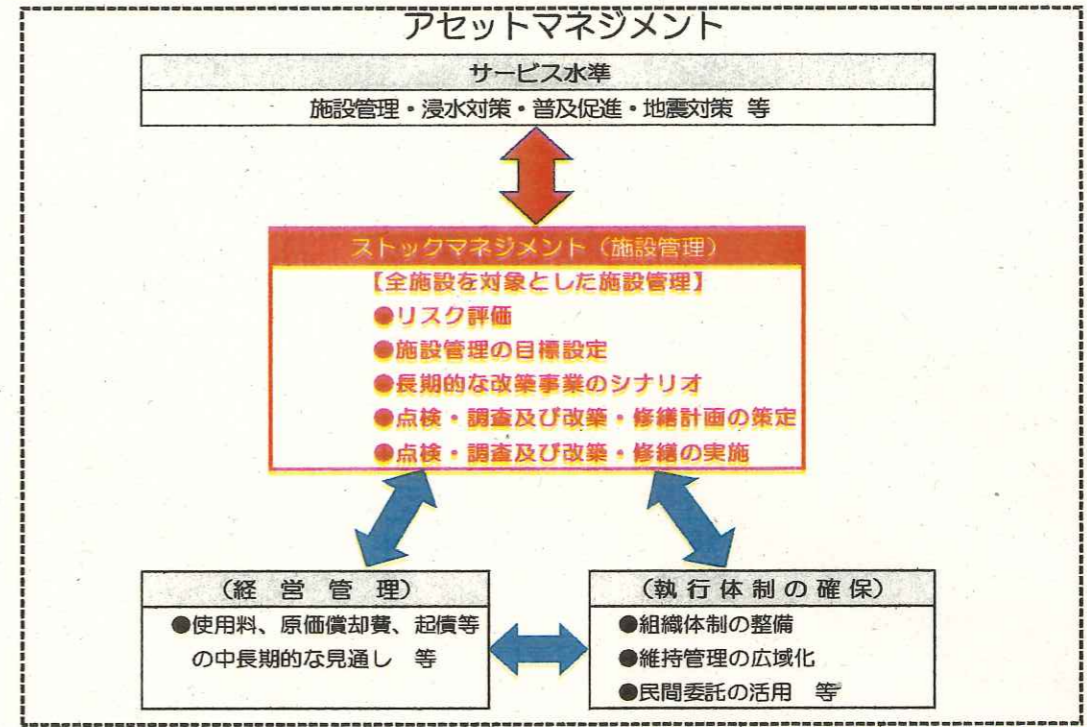 アセットマネジメント
サービス水準
施設管理・浸水対策・普及促進・地震対策 等
ストックマネジメント（施設管理）
【全施設を対象とした施設管理】
●リスク評価
●施設管理の目標設定
●長期的な改築事業のシナリオ
●点検・調査及び改築・修繕計画の策定
●点検・調査及び改築・修繕の実施
（経 営 管 理）
●使用料、原価償却費、起債等
の中長期的な見通し 等
（執 行 体 制 の 確 保）
●組織体制の整備
●維持管理の広域化
●民間委託の活用 等